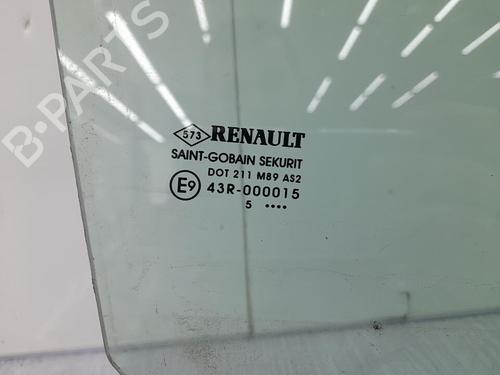 B-PARTS
573 RENAULT
SAINT-GOBAIN SEKURIT
DOT 211 M89 AS2
E9 43R-000015
5 ....